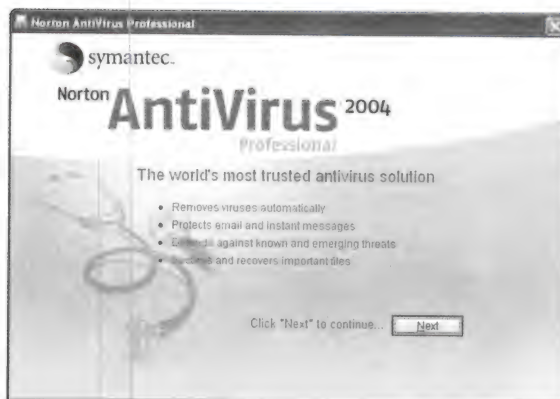 Norton AntiVirus Professional
symantec.
Norton AntiVirus 2004
Professional
The world's most trusted antivirus solution
• Removes viruses automatically
• Protects email and instant messages
• against known and emerging threats
• and recovers important files
Click "Next" to continue...
Next